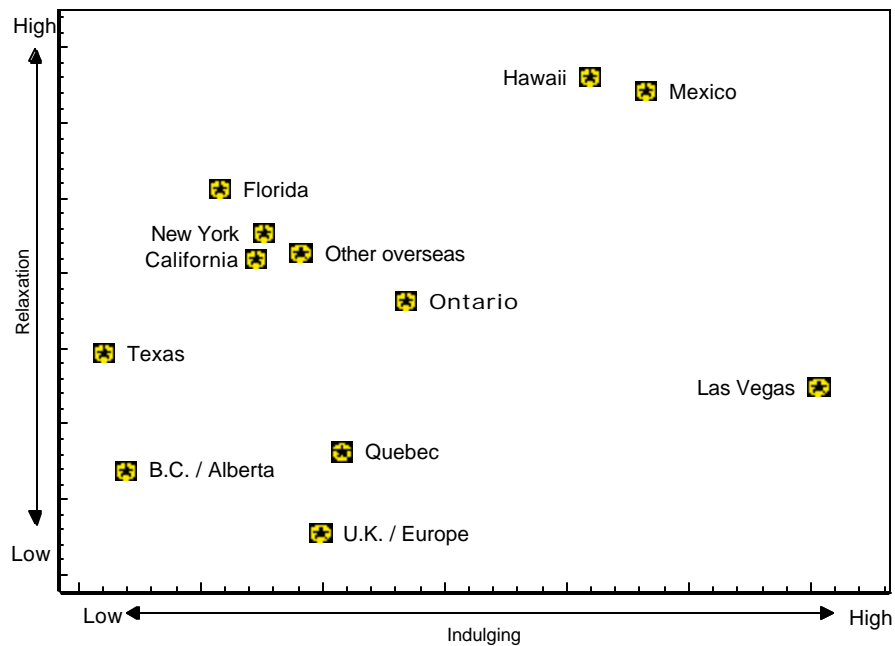 High
Hawaii
Mexico
Florida
New York
Other overseas
California
Ontario
Relaxation
Texas
Las Vegas
Quebec
B.C. / Alberta
U.K. / Europe
Low
Low
High
Indulging